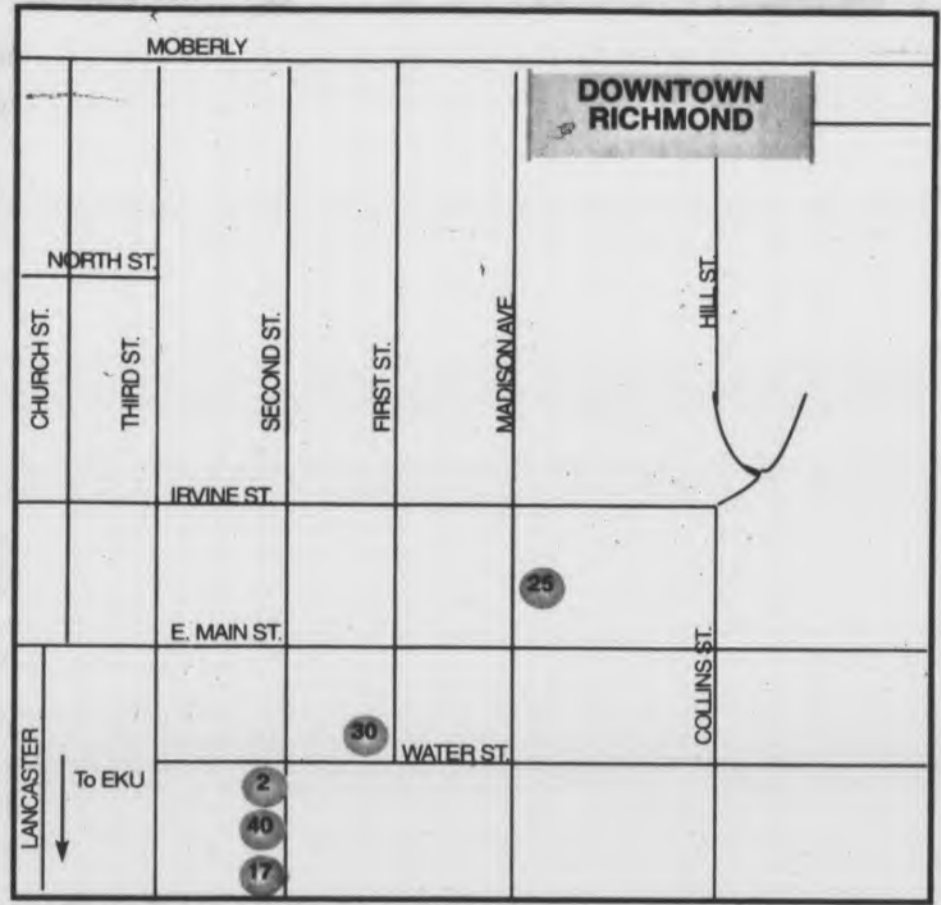 MOBERLY
DOWNTOWN
RICHMOND
NORTH ST.
CHURCH ST.
THIRD ST.
SECOND ST.
FIRST ST.
MADISON AVE
HILL ST.
IRVINE ST.
25
E. MAIN ST.
COLLINS ST.
LANCASTER
30
WATER ST.
To EKU
2
40
17